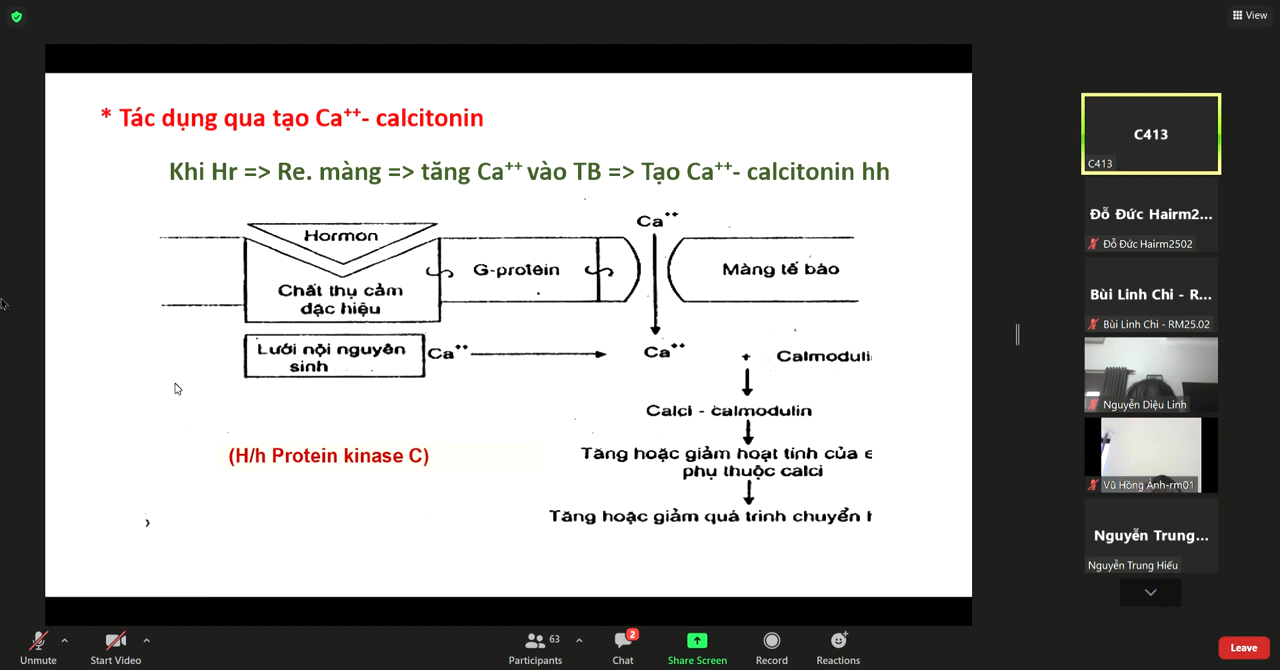 View
* Tác dụng qua tạo Ca⁺⁺- calcitonin
Khi Hr => Re. màng => tăng Ca⁺⁺ vào TB => Tạo Ca⁺⁺- calcitonin hh
Ca⁺⁺
Hormon
G-protein
Màng tế bào
Chất thụ cảm
đặc hiệu
Lưới nội nguyên
sinh
Ca⁺⁺
Ca⁺⁺
+ Calmoduli
Calci - calmodulin
(H/h Protein kinase C)
Tăng hoặc giảm hoạt tính của e
phụ thuộc calci
Tăng hoặc giảm quá trình chuyển h
C413
C413
Đỗ Đức Hairm2...
Đỗ Đức Hairm2502
Bùi Linh Chi - R...
Bùi Linh Chi - RM25.02
Nguyễn Diệu Linh
Vũ Hồng Ánh-rm01
Nguyễn Trung...
Nguyễn Trung Hiếu
Unmute
Start Video
63
Participants
2
Chat
Share Screen
Record
Reactions
Leave